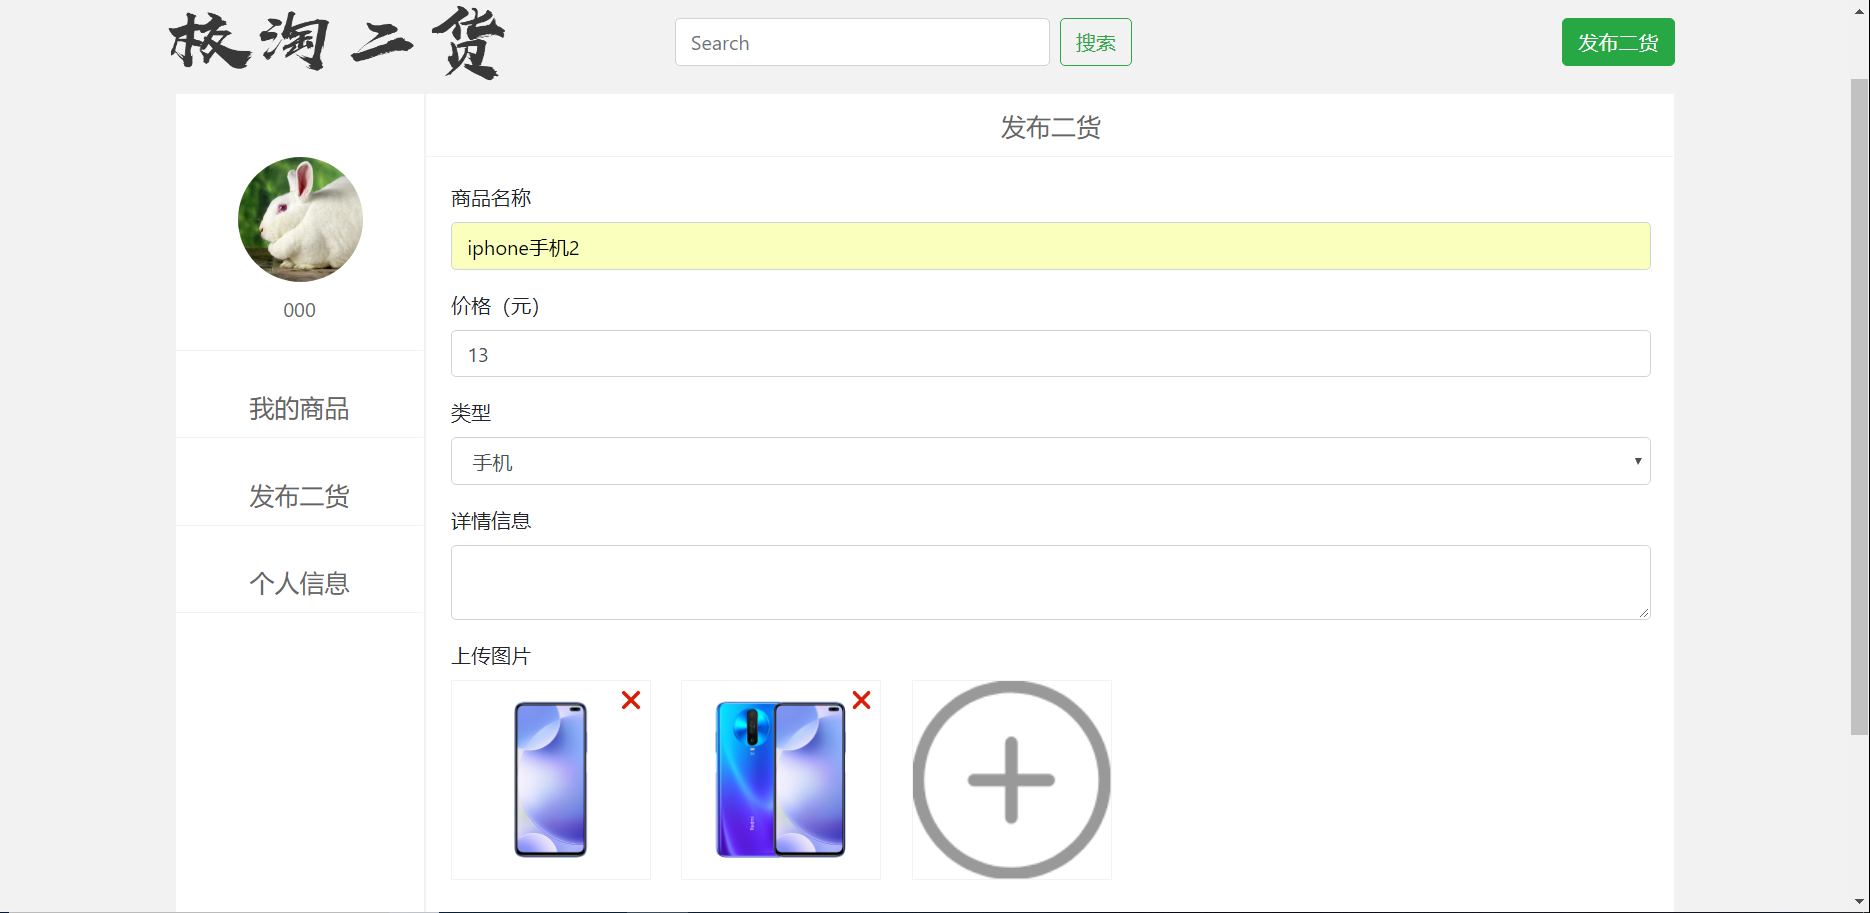 核淘二货
Search
搜索
发布二货
000
我的商品
发布二货
个人信息
发布二货
商品名称
iphone手机2
价格（元）
13
类型
手机
详情信息
上传图片
Redmi